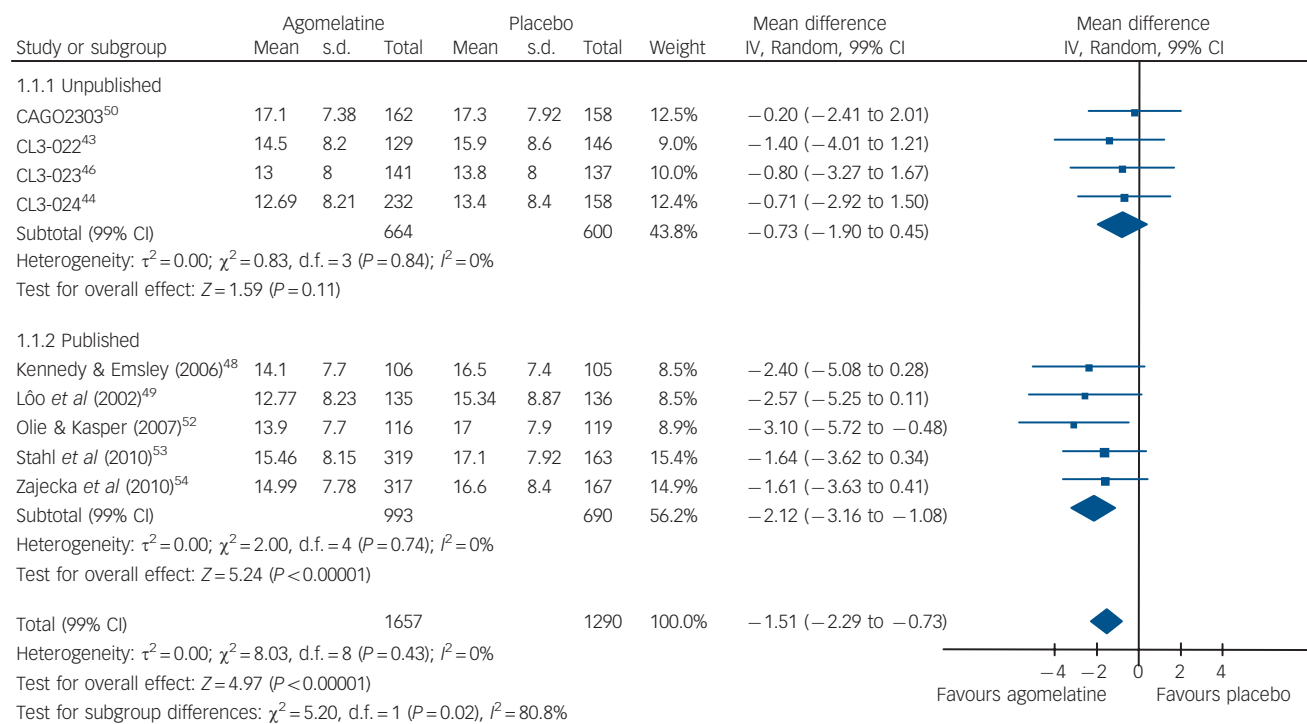 Agomelatine Placebo Mean difference Mean difference
Study or subgroup Mean s.d. Total Mean s.d. Total Weight IV, Random, 99% CI IV, Random, 99% CI
1.1.1 Unpublished
CAGO2303⁵⁰ 17.1 7.38 162 17.3 7.92 158 12.5% −0.20 (−2.41 to 2.01)
CL3-022⁴³ 14.5 8.2 129 15.9 8.6 146 9.0% −1.40 (−4.01 to 1.21)
CL3-023⁴⁶ 13 8 141 13.8 8 137 10.0% −0.80 (−3.27 to 1.67)
CL3-024⁴⁴ 12.69 8.21 232 13.4 8.4 158 12.4% −0.71 (−2.92 to 1.50)
Subtotal (99% CI) 664 600 43.8% −0.73 (−1.90 to 0.45)
Heterogeneity: τ²=0.00; χ²=0.83, d.f.=3 (P=0.84); I²=0%
Test for overall effect: Z=1.59 (P=0.11)
1.1.2 Published
Kennedy & Emsley (2006)⁴⁸ 14.1 7.7 106 16.5 7.4 105 8.5% −2.40 (−5.08 to 0.28)
Lôo et al (2002)⁴⁹ 12.77 8.23 135 15.34 8.87 136 8.5% −2.57 (−5.25 to 0.11)
Olie & Kasper (2007)⁵² 13.9 7.7 116 17 7.9 119 8.9% −3.10 (−5.72 to −0.48)
Stahl et al (2010)⁵³ 15.46 8.15 319 17.1 7.92 163 15.4% −1.64 (−3.62 to 0.34)
Zajecka et al (2010)⁵⁴ 14.99 7.78 317 16.6 8.4 167 14.9% −1.61 (−3.63 to 0.41)
Subtotal (99% CI) 993 690 56.2% −2.12 (−3.16 to −1.08)
Heterogeneity: τ²=0.00; χ²=2.00, d.f.=4 (P=0.74); I²=0%
Test for overall effect: Z=5.24 (P<0.00001)
Total (99% CI) 1657 1290 100.0% −1.51 (−2.29 to −0.73)
Heterogeneity: τ²=0.00; χ²=8.03, d.f.=8 (P=0.43); I²=0%
Test for overall effect: Z=4.97 (P<0.00001)
Test for subgroup differences: χ²=5.20, d.f.=1 (P=0.02), I²=80.8%
−4 −2 0 2 4
Favours agomelatine Favours placebo